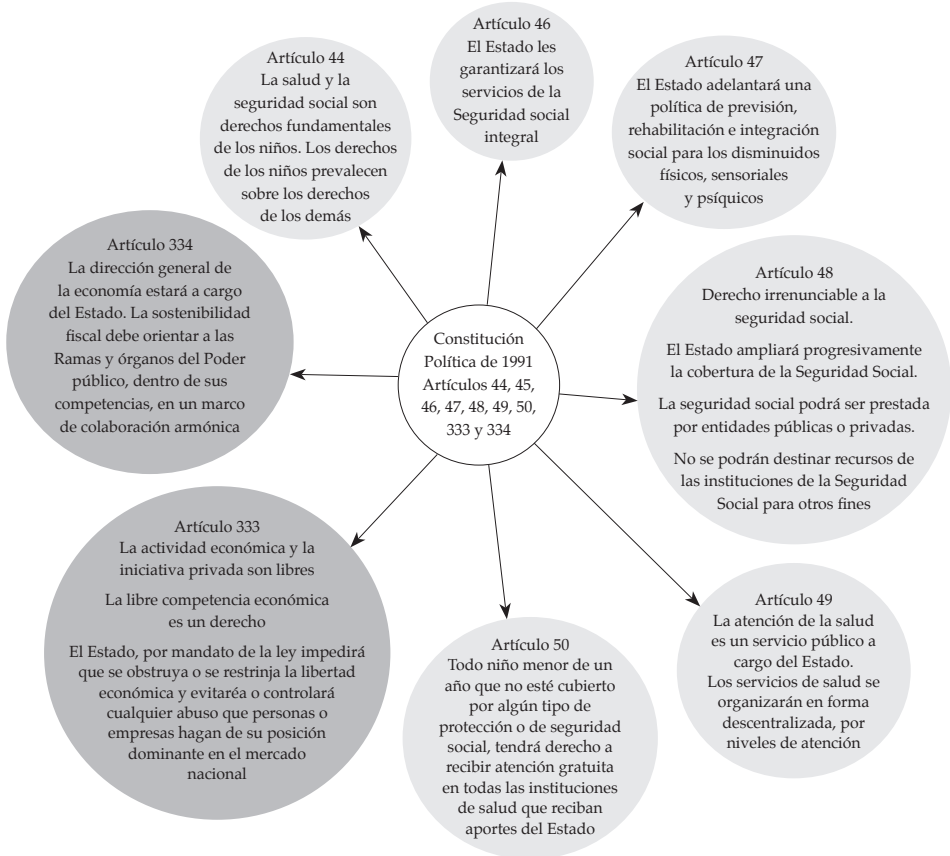 Artículo 46
El Estado les
garantizará los
servicios de la
Seguridad social
integral
Artículo 44
La salud y la
seguridad social son
derechos fundamentales
de los niños. Los derechos
de los niños prevalecen
sobre los derechos
de los demás
Artículo 47
El Estado adelantará una
política de previsión,
rehabilitación e integración
social para los disminuidos
físicos, sensoriales
y psíquicos
Artículo 334
La dirección general de
la economía estará a cargo
del Estado. La sostenibilidad
fiscal debe orientar a las
Ramas y órganos del Poder
público, dentro de sus
competencias, en un marco
de colaboración armónica
Constitución
Política de 1991
Artículos 44, 45,
46, 47, 48, 49, 50,
333 y 334
Artículo 48
Derecho irrenunciable a la
seguridad social.
El Estado ampliará progresivamente
la cobertura de la Seguridad Social.
La seguridad social podrá ser prestada
por entidades públicas o privadas.
No se podrán destinar recursos de
las instituciones de la Seguridad
Social para otros fines
Artículo 333
La actividad económica y la
iniciativa privada son libres
La libre competencia económica
es un derecho
El Estado, por mandato de la ley impedirá
que se obstruya o se restrinja la libertad
económica y evitaréa o controlará
cualquier abuso que personas o
empresas hagan de su posición
dominante en el mercado
nacional
Artículo 50
Todo niño menor de un
año que no esté cubierto
por algún tipo de
protección o de seguridad
social, tendrá derecho a
recibir atención gratuita
en todas las instituciones
de salud que reciban
aportes del Estado
Artículo 49
La atención de la salud
es un servicio público a
cargo del Estado.
Los servicios de salud se
organizarán en forma
descentralizada, por
niveles de atención